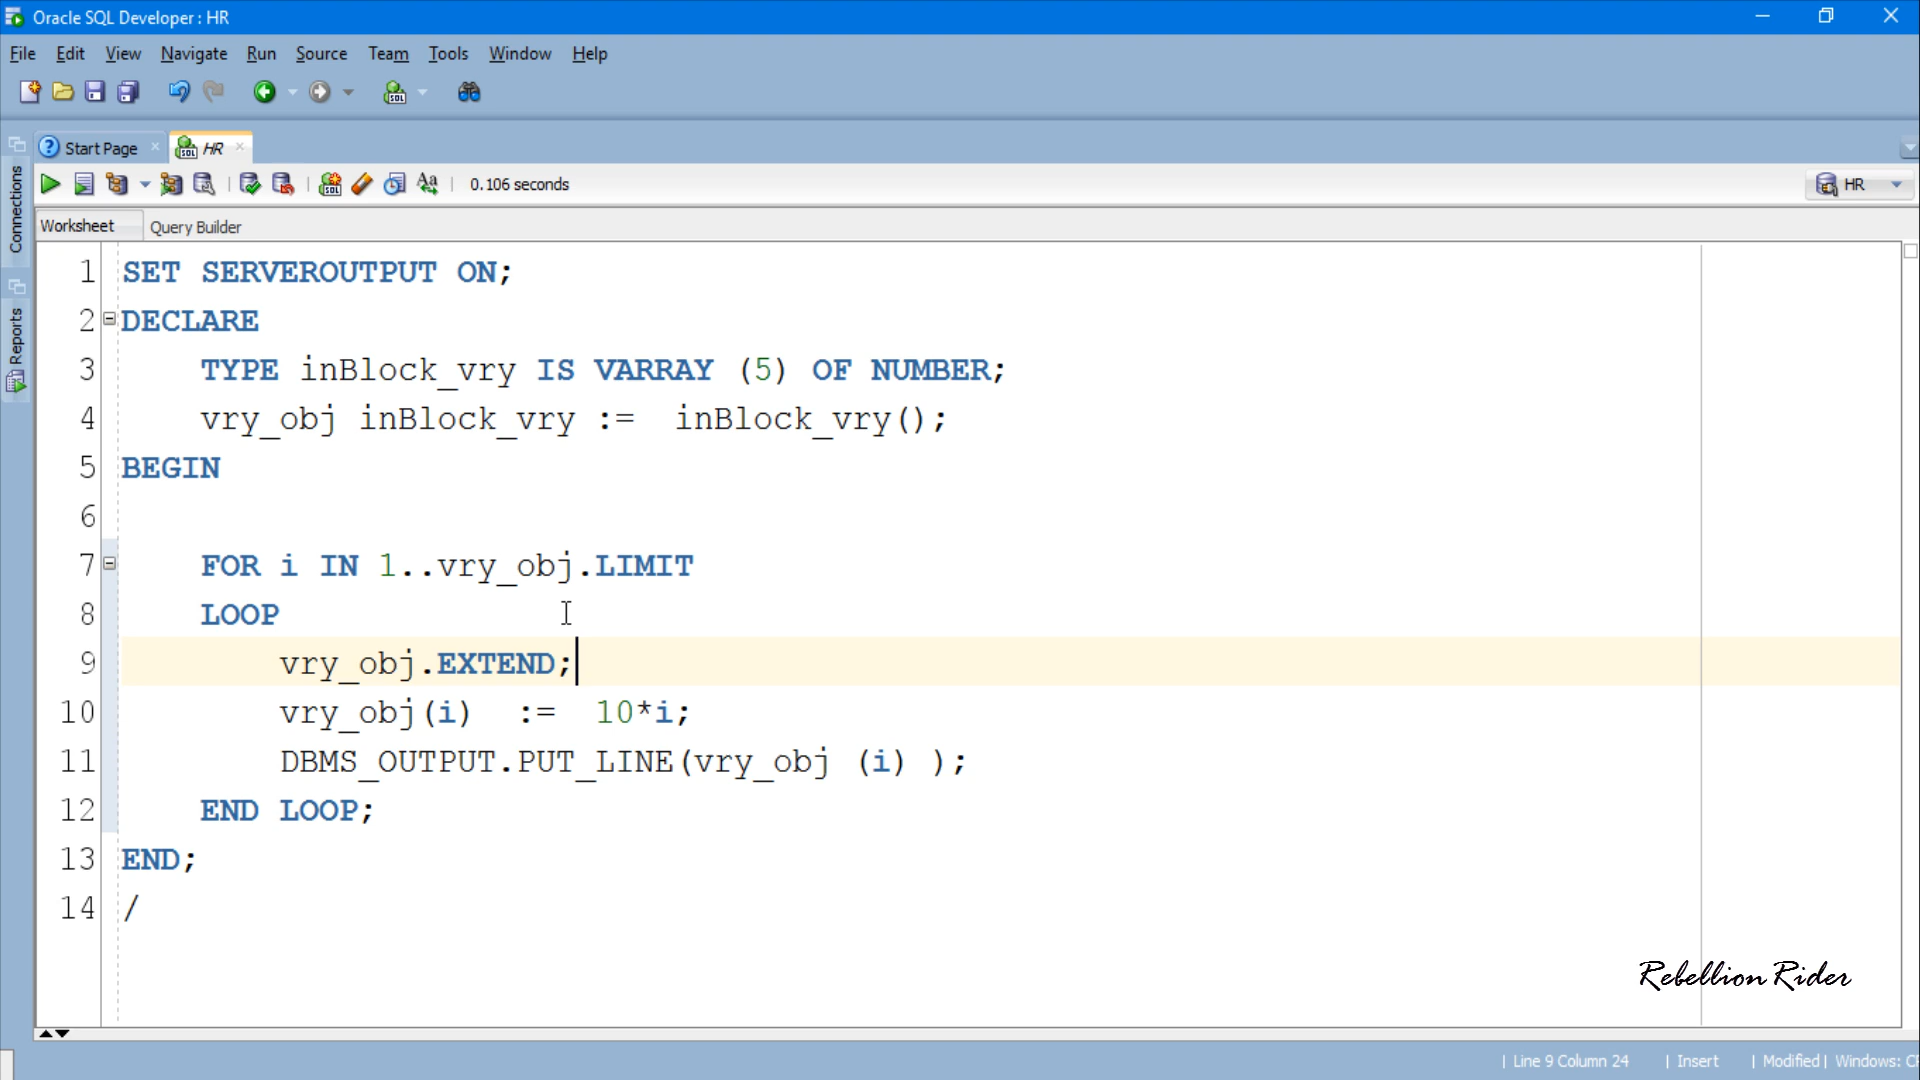 Oracle SQL Developer : HR
File Edit View Navigate Run Source Team Tools Window Help
Start Page HR
0.106 seconds
HR
Worksheet Query Builder
Connections
Reports
1 SET SERVEROUTPUT ON;
2 DECLARE
3 TYPE inBlock_vry IS VARRAY (5) OF NUMBER;
4 vry_obj inBlock_vry := inBlock_vry();
5 BEGIN
6
7 FOR i IN 1..vry_obj.LIMIT
8 LOOP
9 vry_obj.EXTEND;
10 vry_obj(i) := 10*i;
11 DBMS_OUTPUT.PUT_LINE(vry_obj (i) );
12 END LOOP;
13 END;
14 /
Rebellion Rider
| Line 9 Column 24 | Insert | Modified | Windows: